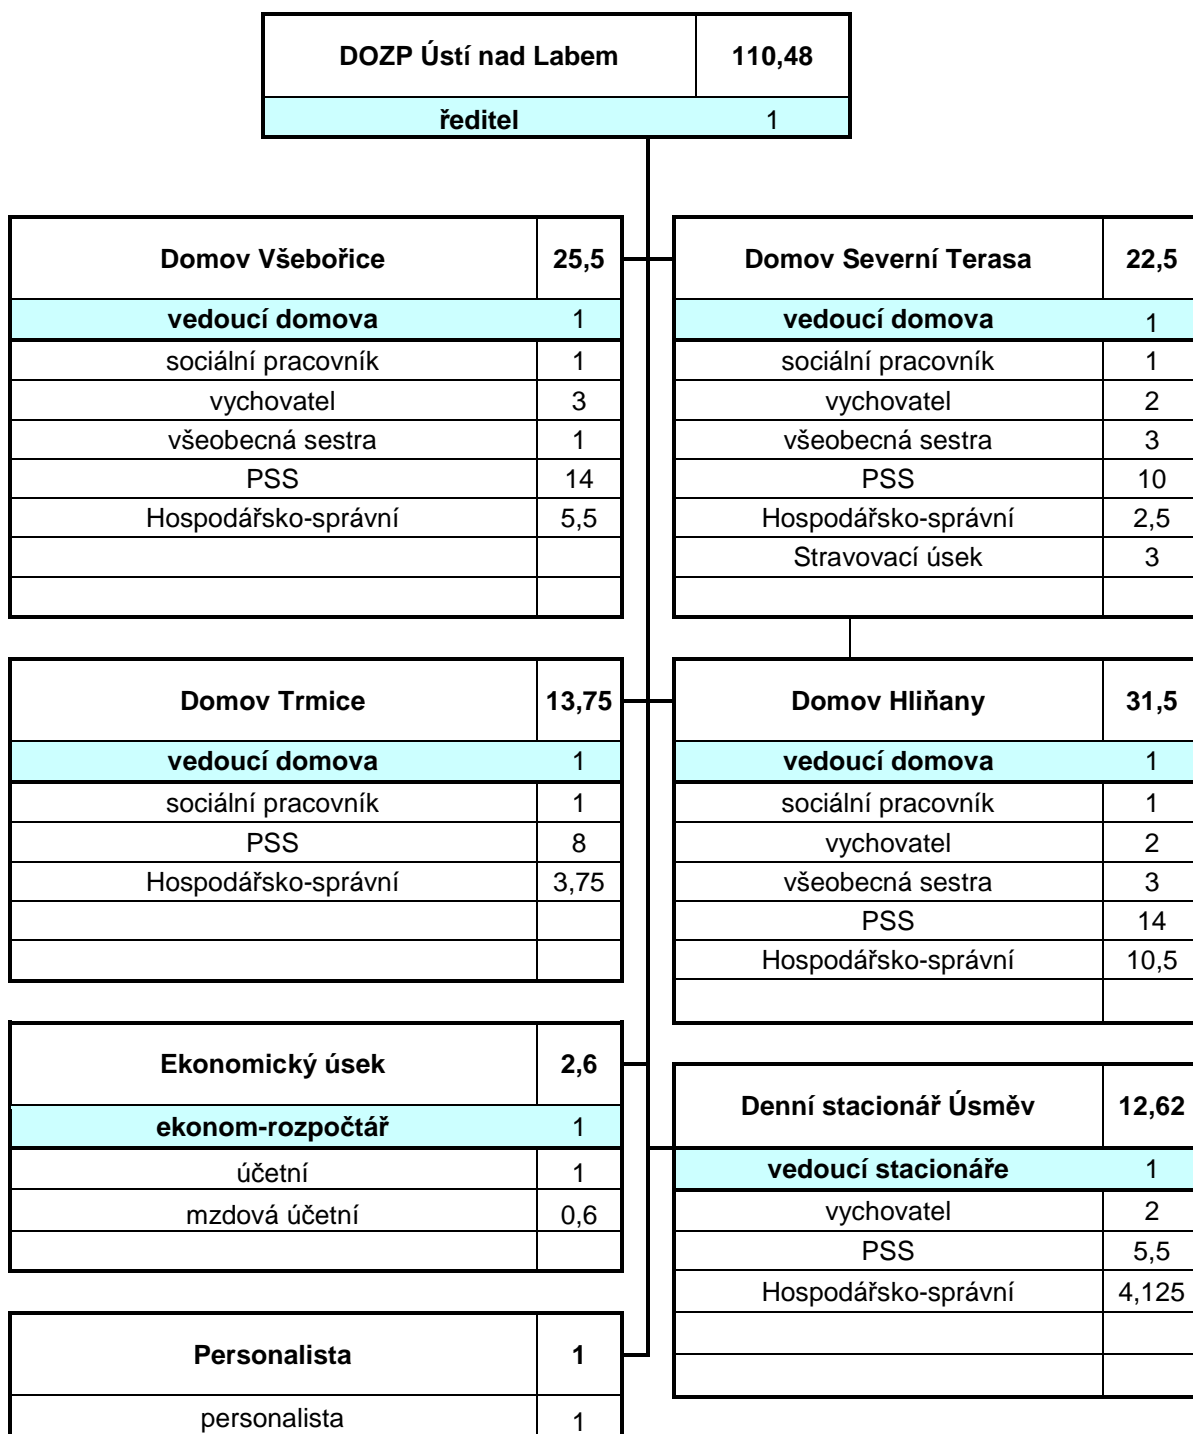 DOZP Ústí nad Labem 110,48
ředitel 1
Domov Všebořice 25,5
vedoucí domova 1
sociální pracovník 1
vychovatel 3
všeobecná sestra 1
PSS 14
Hospodářsko-správní 5,5
Domov Severní Terasa 22,5
vedoucí domova 1
sociální pracovník 1
vychovatel 2
všeobecná sestra 3
PSS 10
Hospodářsko-správní 2,5
Stravovací úsek 3
Domov Trmice 13,75
vedoucí domova 1
sociální pracovník 1
PSS 8
Hospodářsko-správní 3,75
Domov Hliňany 31,5
vedoucí domova 1
sociální pracovník 1
vychovatel 2
všeobecná sestra 3
PSS 14
Hospodářsko-správní 10,5
Ekonomický úsek 2,6
ekonom-rozpočtář 1
účetní 1
mzdová účetní 0,6
Denní stacionář Úsměv 12,62
vedoucí stacionáře 1
vychovatel 2
PSS 5,5
Hospodářsko-správní 4,125
Personalista 1
personalista 1